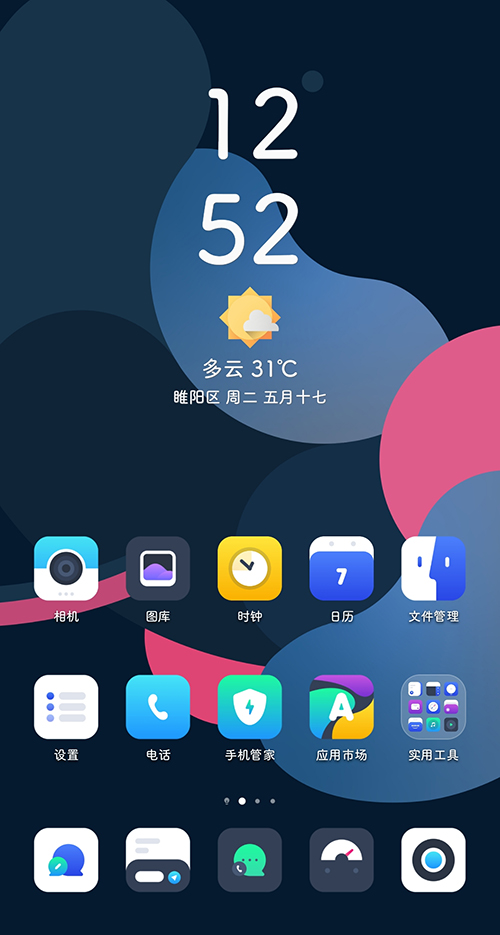 12
52
多云 31℃
睢阳区 周二 五月十七
7
相机 图库 时钟 日历 文件管理
A
设置 电话 手机管家 应用市场 实用工具